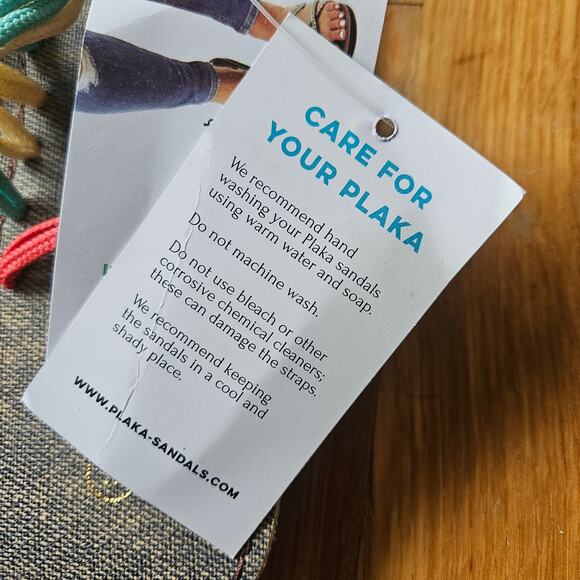 CARE FOR
YOUR PLAKA
We recommend hand
washing your Plaka sandals
using warm water and soap.
Do not machine wash.
Do not use bleach or other
corrosive chemical cleaners;
these can damage the straps.
We recommend keeping
the sandals in a cool and
shady place.
WWW.PLAKA-SANDALS.COM